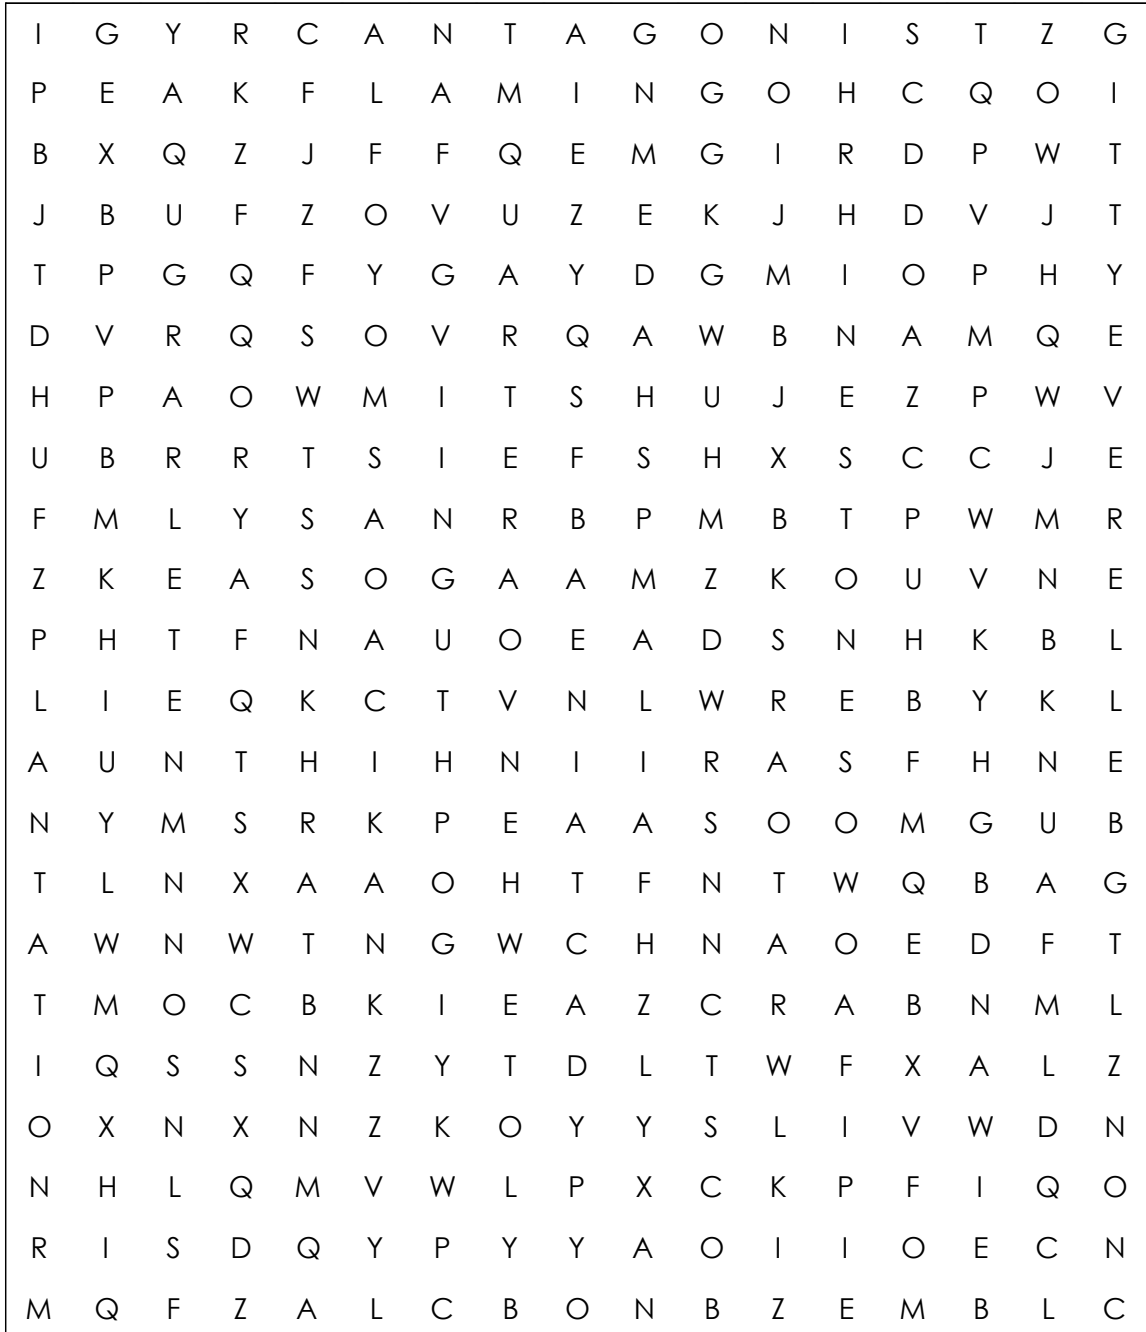 I G Y R C A N T A G O N I S T Z G
P E A K F L A M I N G O H C Q O I
B X Q Z J F F Q E M G I R D P W T
J B U F Z O V U Z E K J H D V J T
T P G Q F Y G A Y D G M I O P H Y
D V R Q S O V R Q A W B N A M Q E
H P A O W M I T S H U J E Z P W V
U B R R T S I E F S H X S C C J E
F M L Y S A N R B P M B T P W M R
Z K E A S O G A A M Z K O U V N E
P H T F N A U O E A D S N H K B L
L I E Q K C T V N L W R E B Y K L
A U N T H I H N I I R A S F H N E
N Y M S R K P E A A S O O M G U B
T L N X A A O H T F N T W Q B A G
A W N W T N G W C H N A O E D F T
T M O C B K I E A Z C R A B N M L
I Q S S N Z Y T D L T W F X A L Z
O X N X N Z K O Y Y S L I V W D N
N H L Q M V W L P X C K P F I Q O
R I S D Q Y P Y Y A O I I O E C N
M Q F Z A L C B O N B Z E M B L C